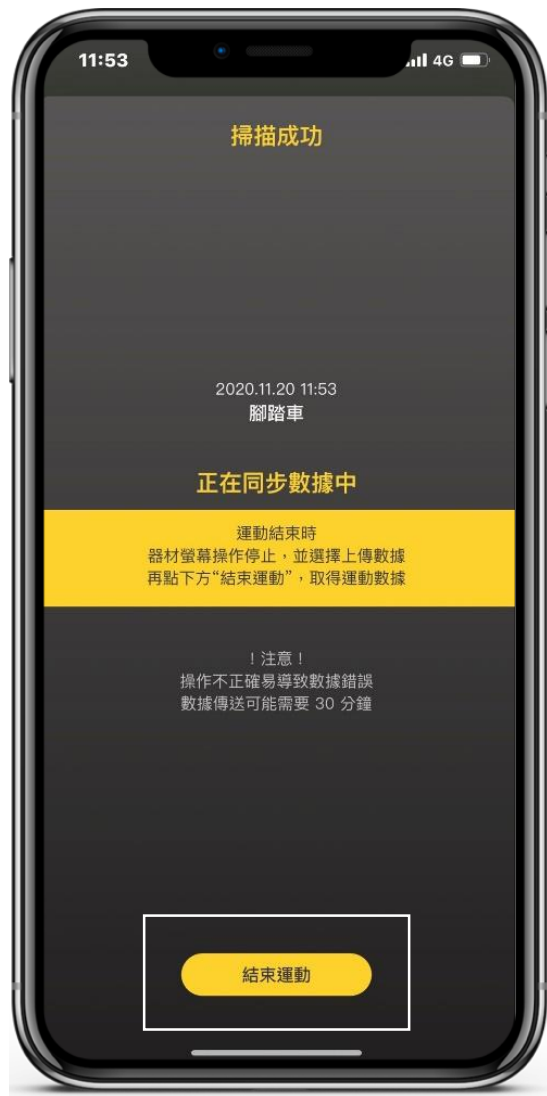 11:53
4G
掃描成功
2020.11.20 11:53
腳踏車
正在同步數據中
運動結束時
器材螢幕操作停止，並選擇上傳數據
再點下方“結束運動”，取得運動數據
！注意！
操作不正確易導致數據錯誤
數據傳送可能需要 30 分鐘
結束運動